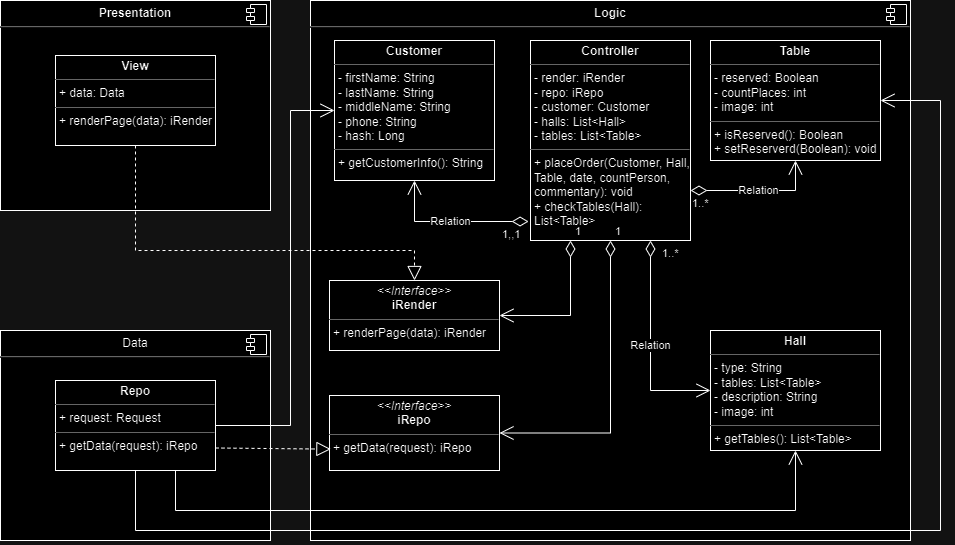 Presentation
View
+ data: Data
+ renderPage(data): iRender
Logic
Customer
- firstName: String
- lastName: String
- middleName: String
- phone: String
- hash: Long
+ getCustomerInfo(): String
Controller
- render: iRender
- repo: iRepo
- customer: Customer
- halls: List<Hall>
- tables: List<Table>
+ placeOrder(Customer, Hall,
Table, date, countPerson,
commentary): void
+ checkTables(Hall):
List<Table>
Table
- reserved: Boolean
- countPlaces: int
- image: int
+ isReserved(): Boolean
+ setReserverd(Boolean): void
Relation
1,,1
Relation
1..*
1
1
1..*
<<Interface>>
iRender
+ renderPage(data): iRender
Relation
Data
Repo
+ request: Request
+ getData(request): iRepo
<<Interface>>
iRepo
+ getData(request): iRepo
Hall
- type: String
- tables: List<Table>
- description: String
- image: int
+ getTables(): List<Table>